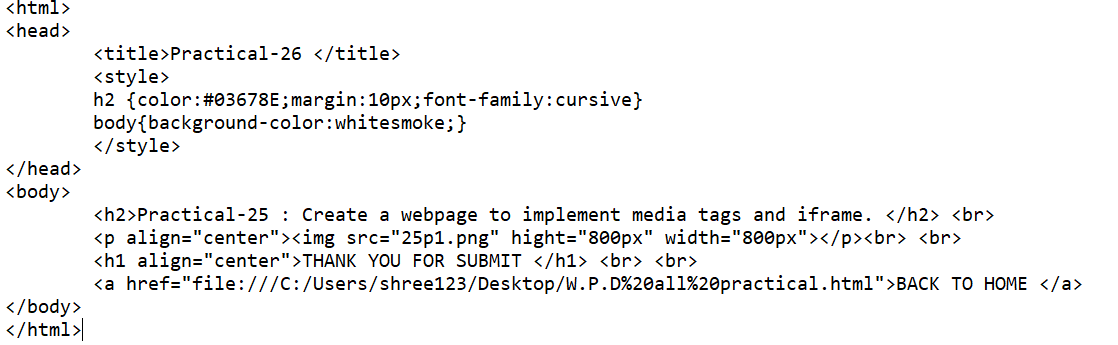 <html>
<head>
<title>Practical-26 </title>
<style>
h2 {color:#03678E;margin:10px;font-family:cursive}
body{background-color:whitesmoke;}
</style>
</head>
<body>
<h2>Practical-25 : Create a webpage to implement media tags and iframe. </h2> <br>
<p align="center"><img src="25p1.png" hight="800px" width="800px"></p><br> <br>
<h1 align="center">THANK YOU FOR SUBMIT </h1> <br> <br>
<a href="file:///C:/Users/shree123/Desktop/W.P.D%20all%20practical.html">BACK TO HOME </a>
</body>
</html>